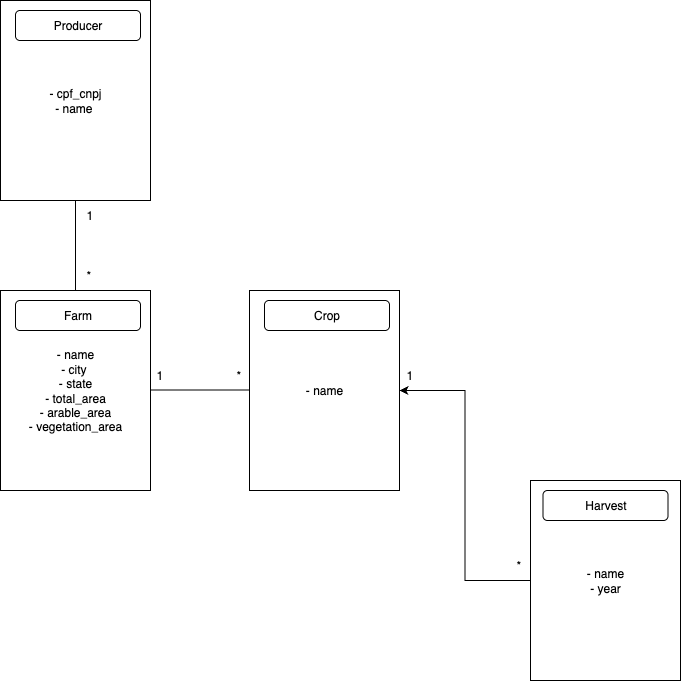 Producer
- cpf_cnpj
- name
1
*
Farm
- name
- city
- state
- total_area
- arable_area
- vegetation_area
1
*
Crop
- name
1
*
Harvest
- name
- year